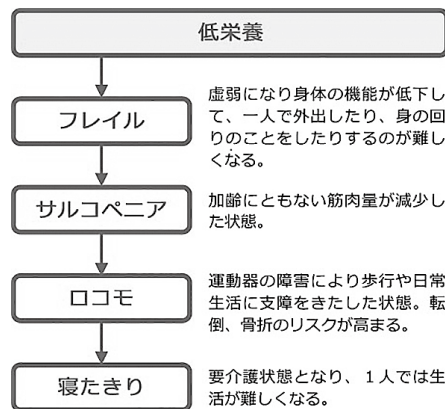 低栄養
フレイル
虚弱になり身体の機能が低下し
て、一人で外出したり、身の回
りのことをしたりするのが難し
くなる。
サルコペニア
加齢にともない筋肉量が減少し
た状態。
ロコモ
運動器の障害により歩行や日常
生活に支障をきたした状態。転
倒、骨折のリスクが高まる。
寝たきり
要介護状態となり、１人では生
活が難しくなる。